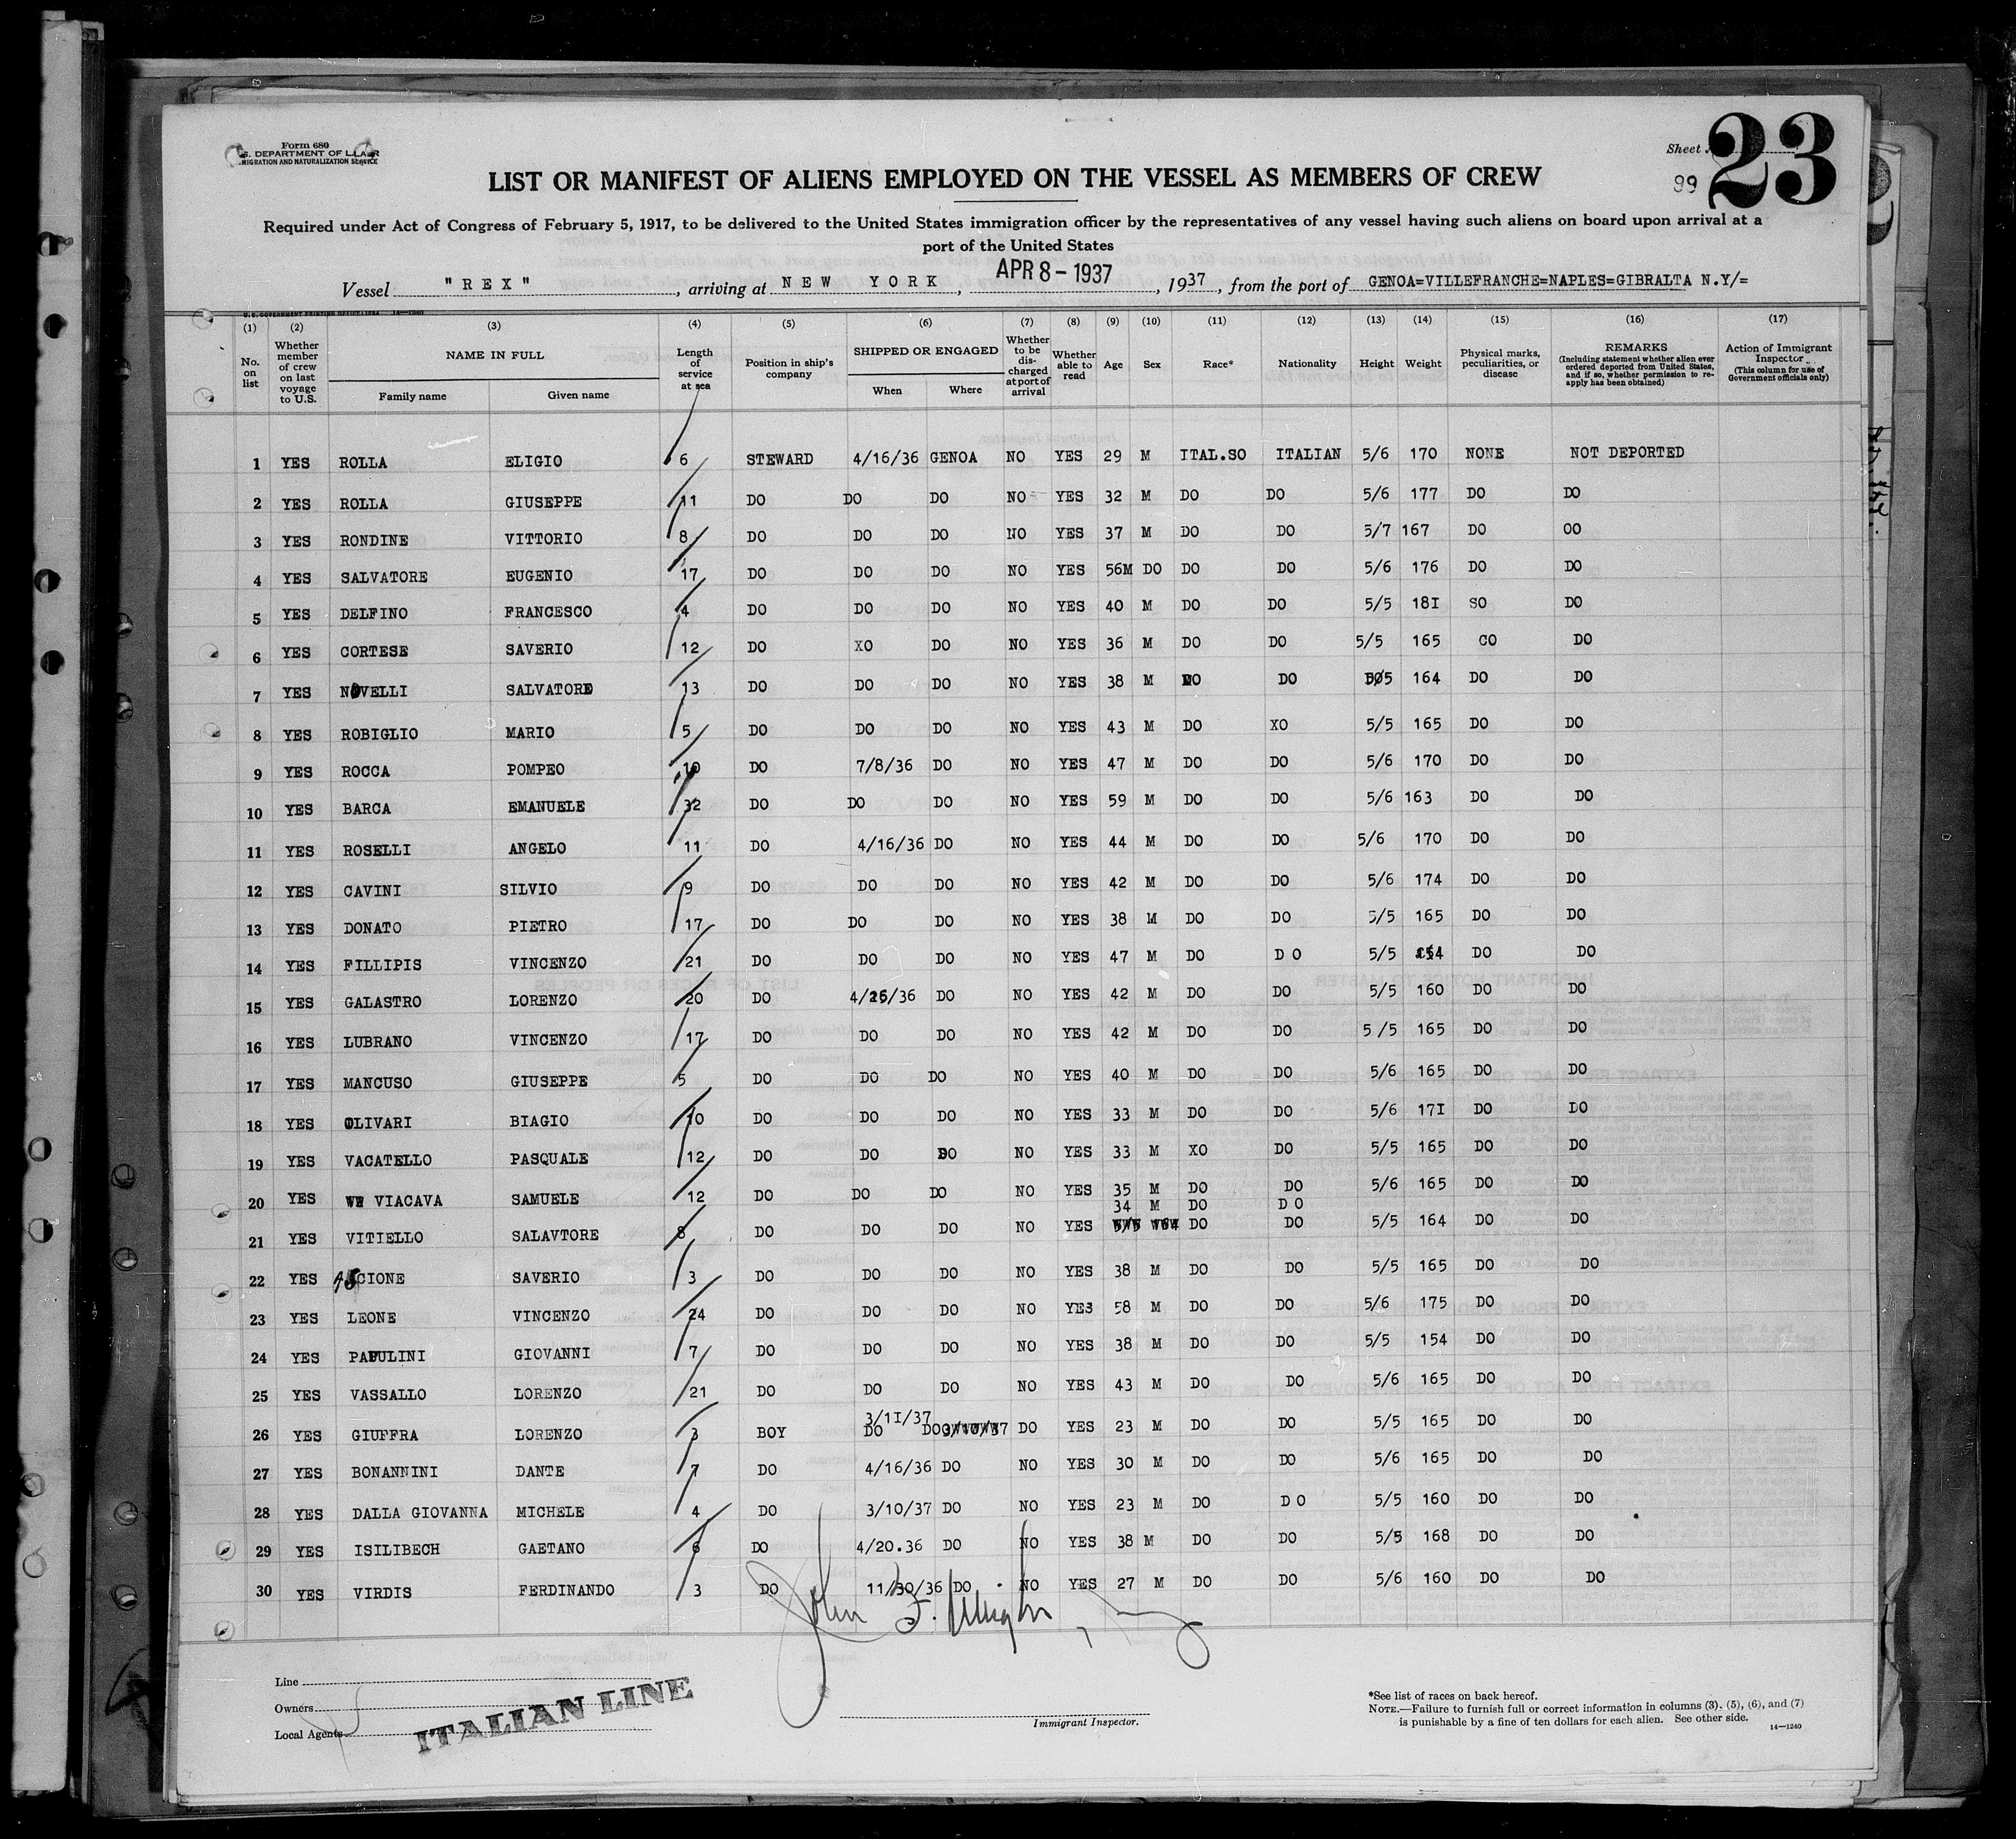 Form 680
U.S. DEPARTMENT OF LABOR
IMMIGRATION AND NATURALIZATION SERVICE
Sheet
23
99
LIST OR MANIFEST OF ALIENS EMPLOYED ON THE VESSEL AS MEMBERS OF CREW
Required under Act of Congress of February 5, 1917, to be delivered to the United States immigration officer by the representatives of any vessel having such aliens on board upon arrival at a
port of the United States
Vessel "REX", arriving at NEW YORK, APR 8 - 1937, 1937, from the port of GENOA=VILLEFRANCHE=NAPLES=GIBRALTA N.Y/=
(1) (2) (3) (4) (5) (6) (7) (8) (9) (10) (11) (12) (13) (14) (15) (16) (17)
No. on list
Whether member of crew on last voyage to U.S.
NAME IN FULL
Family name
Given name
Length of service at sea
Position in ship's company
SHIPPED OR ENGAGED
When
Where
Whether to be discharged at port of arrival
Whether able to read
Age
Sex
Race*
Nationality
Height
Weight
Physical marks, peculiarities, or disease
REMARKS
(Including statement whether alien ever ordered deported from United States, and if so, whether permission to reapply has been obtained)
Action of Immigrant Inspector
(This column for use of Government officials only)
1 YES ROLLA ELIGIO 6 STEWARD 4/16/36 GENOA NO YES 29 M ITAL.SO ITALIAN 5/6 170 NONE NOT DEPORTED
2 YES ROLLA GIUSEPPE 11 DO DO DO NO YES 32 M DO DO 5/6 177 DO DO
3 YES RONDINE VITTORIO 8 DO DO DO NO YES 37 M DO DO 5/7 167 DO OO
4 YES SALVATORE EUGENIO 17 DO DO DO NO YES 56M DO DO DO 5/6 176 DO DO
5 YES DELFINO FRANCESCO 4 DO DO DO NO YES 40 M DO DO 5/5 18I SO DO
6 YES CORTESE SAVERIO 12 DO XO DO NO YES 36 M DO DO 5/5 165 CO DO
7 YES NOVELLI SALVATORE 13 DO DO DO NO YES 38 M DO DO 5/5 164 DO DO
8 YES ROBIGLIO MARIO 5 DO DO DO NO YES 43 M DO XO 5/5 165 DO DO
9 YES ROCCA POMPEO 10 DO 7/8/36 DO NO YES 47 M DO DO 5/6 170 DO DO
10 YES BARCA EMANUELE 32 DO DO DO NO YES 59 M DO DO 5/6 163 DO DO
11 YES ROSELLI ANGELO 11 DO 4/16/36 DO NO YES 44 M DO DO 5/6 170 DO DO
12 YES CAVINI SILVIO 9 DO DO DO NO YES 42 M DO DO 5/6 174 DO DO
13 YES DONATO PIETRO 17 DO DO DO NO YES 38 M DO DO 5/5 165 DO DO
14 YES FILLIPIS VINCENZO 21 DO DO DO NO YES 47 M DO D O 5/5 154 DO DO
15 YES GALASTRO LORENZO 20 DO 4/16/36 DO NO YES 42 M DO DO 5/5 160 DO DO
16 YES LUBRANO VINCENZO 17 DO DO DO NO YES 42 M DO DO 5 /5 165 DO DO
17 YES MANCUSO GIUSEPPE 5 DO DO DO NO YES 40 M DO DO 5/6 165 DO DO
18 YES OLIVARI BIAGIO 10 DO DO DO NO YES 33 M DO DO 5/6 17I DO DO
19 YES VACATELLO PASQUALE 12 DO DO DO NO YES 33 M XO DO 5/5 165 DO DO
20 YES VIACAVA SAMUELE 12 DO DO DO NO YES 35 M DO DO 5/6 165 DO DO
34 M DO D O
21 YES VITIELLO SALAVTORE 8 DO DO DO NO YES DO DO 5/5 164 DO DO
22 YES ASCIONE SAVERIO 3 DO DO DO NO YES 38 M DO DO 5/5 165 DO DO
23 YES LEONE VINCENZO 24 DO DO DO NO YES 58 M DO DO 5/6 175 DO DO
24 YES PAPULINI GIOVANNI 7 DO DO DO NO YES 38 M DO DO 5/5 154 DO DO
25 YES VASSALLO LORENZO 21 DO DO DO NO YES 43 M DO DO 5/6 165 DO DO
3/1I/37
26 YES GIUFFRA LORENZO 3 BOY DO DO 3/10/37 DO YES 23 M DO DO 5/5 165 DO DO
27 YES BONANNINI DANTE 7 DO 4/16/36 DO NO YES 30 M DO DO 5/6 165 DO DO
28 YES DALLA GIOVANNA MICHELE 4 DO 3/10/37 DO NO YES 23 M DO D O 5/5 160 DO DO
29 YES ISILIBECH GAETANO 6 DO 4/20.36 DO NO YES 38 M DO DO 5/5 168 DO DO
30 YES VIRDIS FERDINANDO 3 DO 11/30/36 DO NO YES 27 M DO DO 5/6 160 DO DO
John F.
Line
Owners
Local Agents
ITALIAN LINE
Immigrant Inspector.
*See list of races on back hereof.
NOTE.—Failure to furnish full or correct information in columns (3), (5), (6), and (7)
is punishable by a fine of ten dollars for each alien. See other side.
14—1240